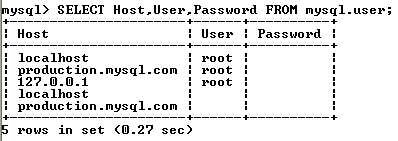 mysql> SELECT Host,User,Password FROM mysql.user;
+----------------------+------+----------+
¦ Host                 ¦ User ¦ Password ¦
+----------------------+------+----------+
¦ localhost            ¦ root ¦          ¦
¦ production.mysql.com ¦ root ¦          ¦
¦ 127.0.0.1            ¦ root ¦          ¦
¦ localhost            ¦      ¦          ¦
¦ production.mysql.com ¦      ¦          ¦
+----------------------+------+----------+
5 rows in set (0.27 sec)